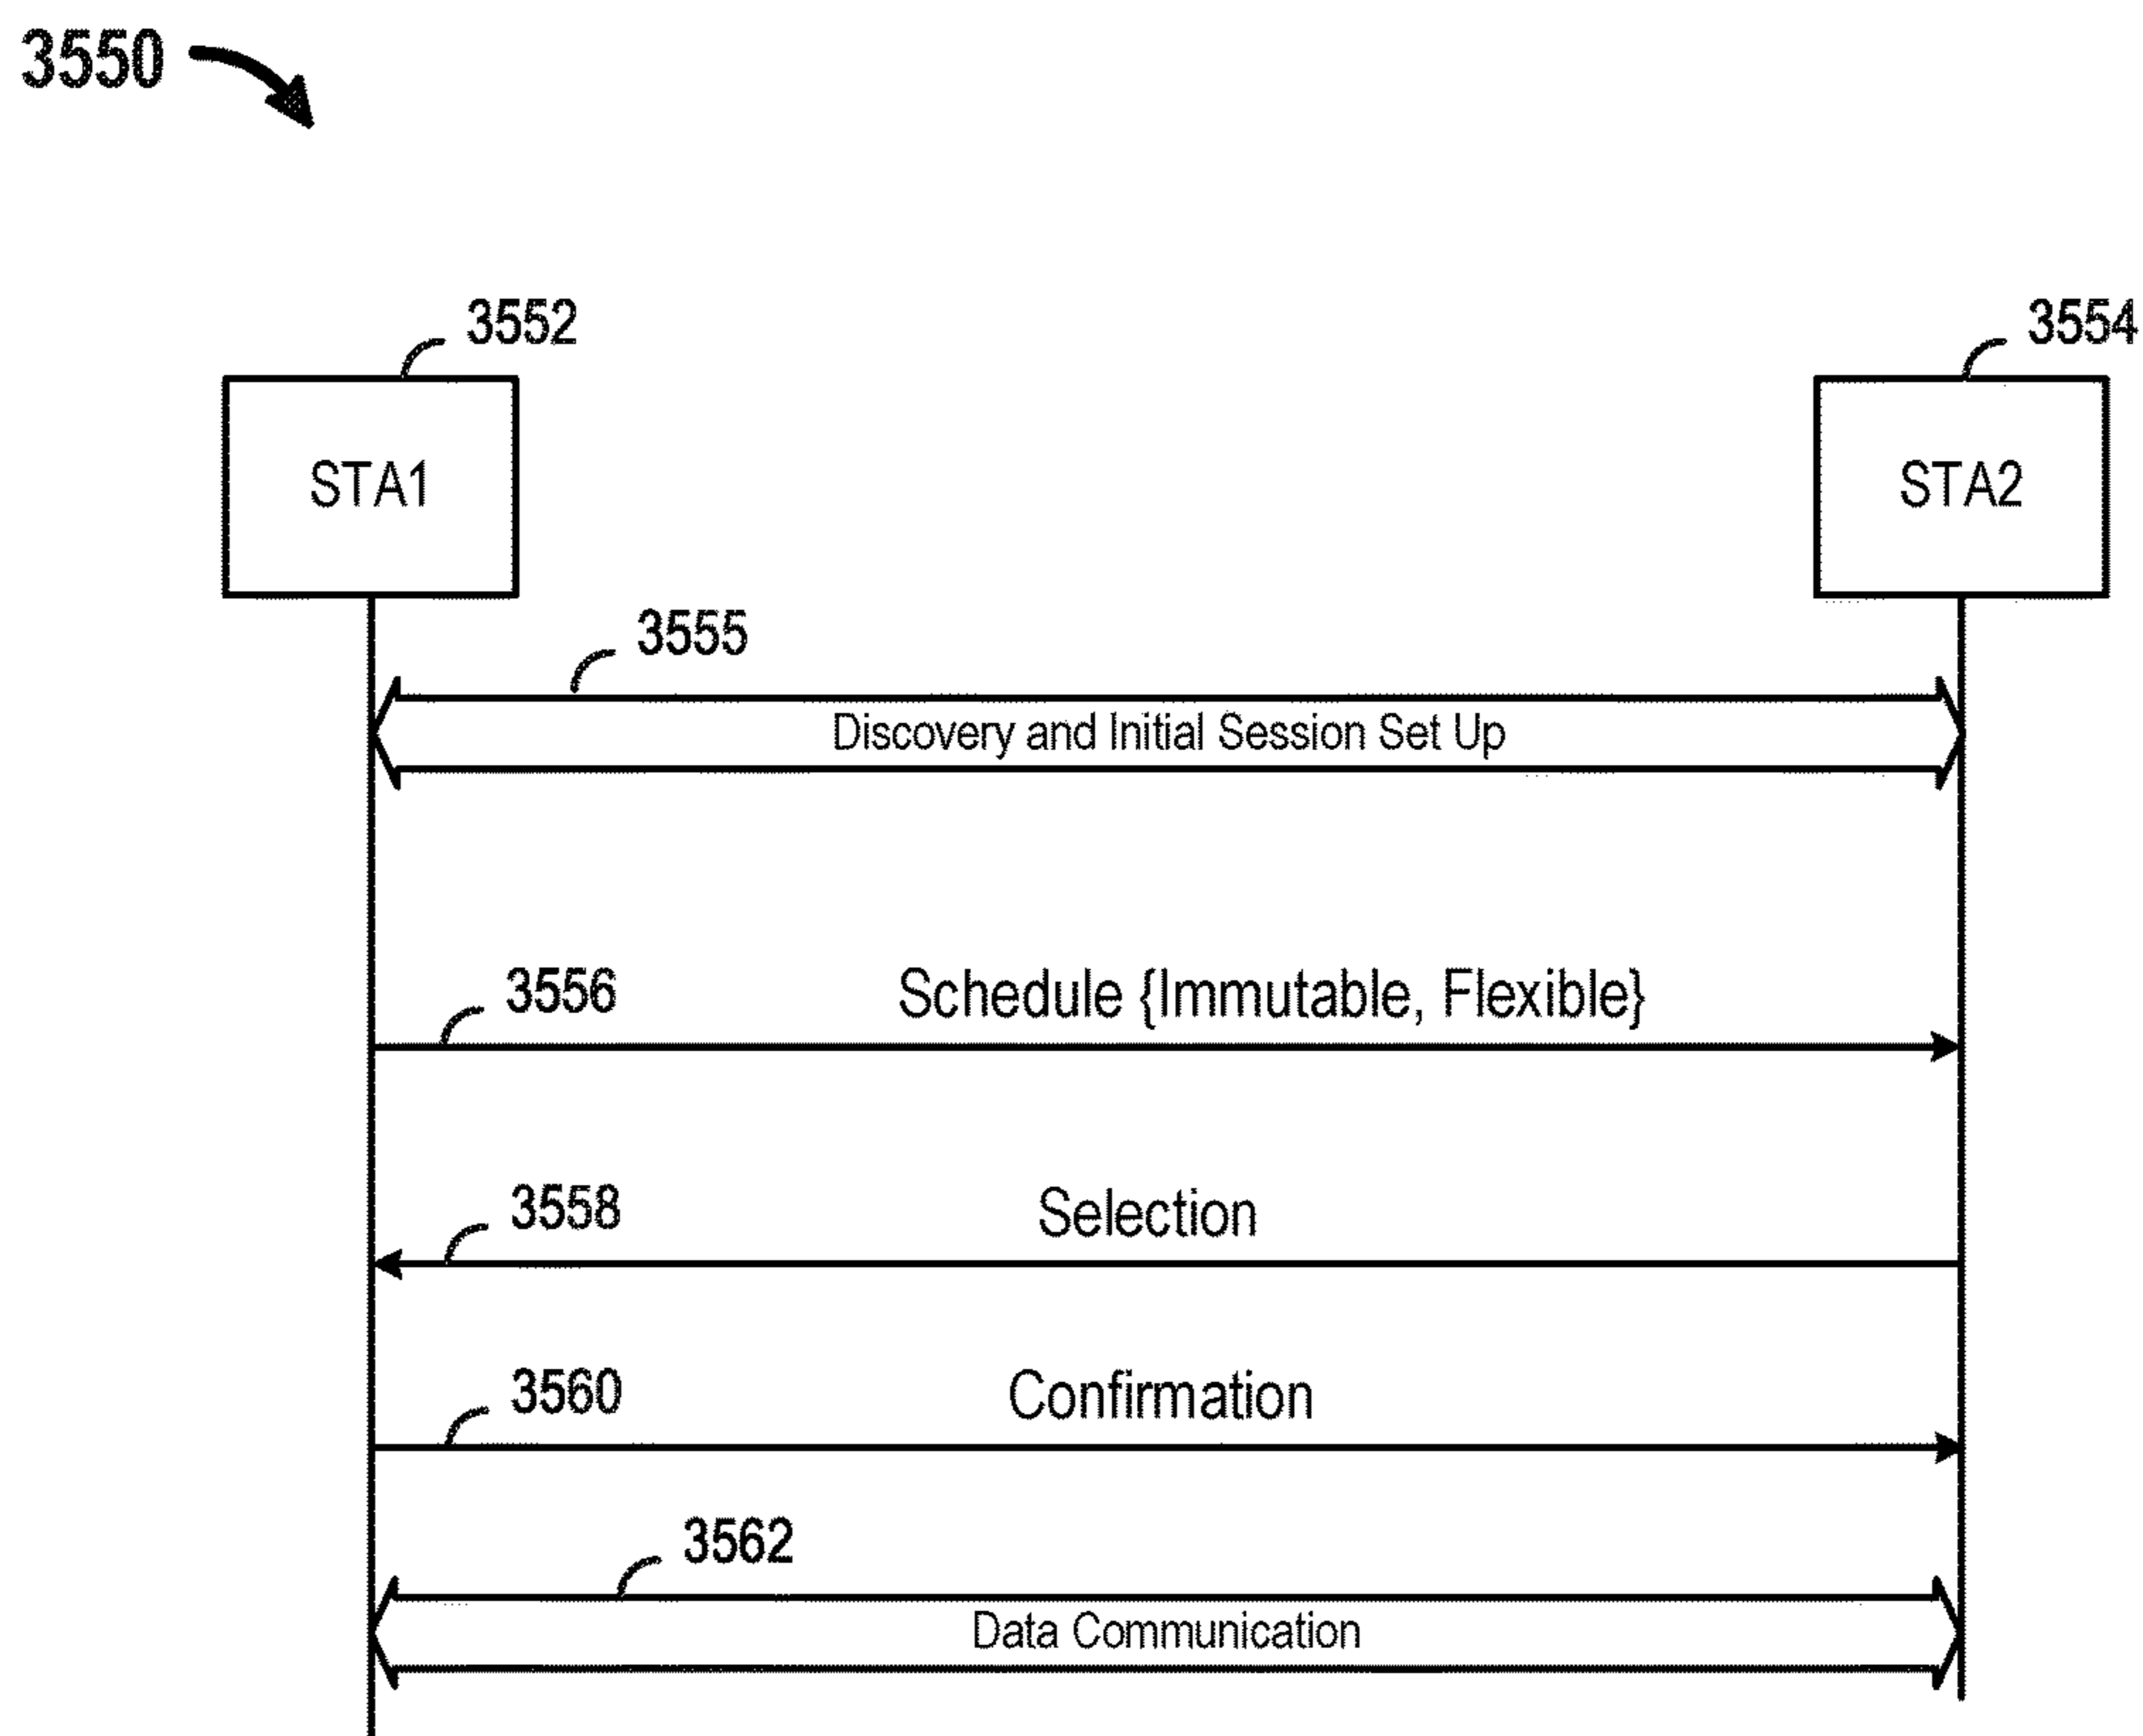 3550
3552
3554
STA1
STA2
3555
Discovery and Initial Session Set Up
3556
Schedule {Immutable, Flexible}
3558
Selection
3560
Confirmation
3562
Data Communication